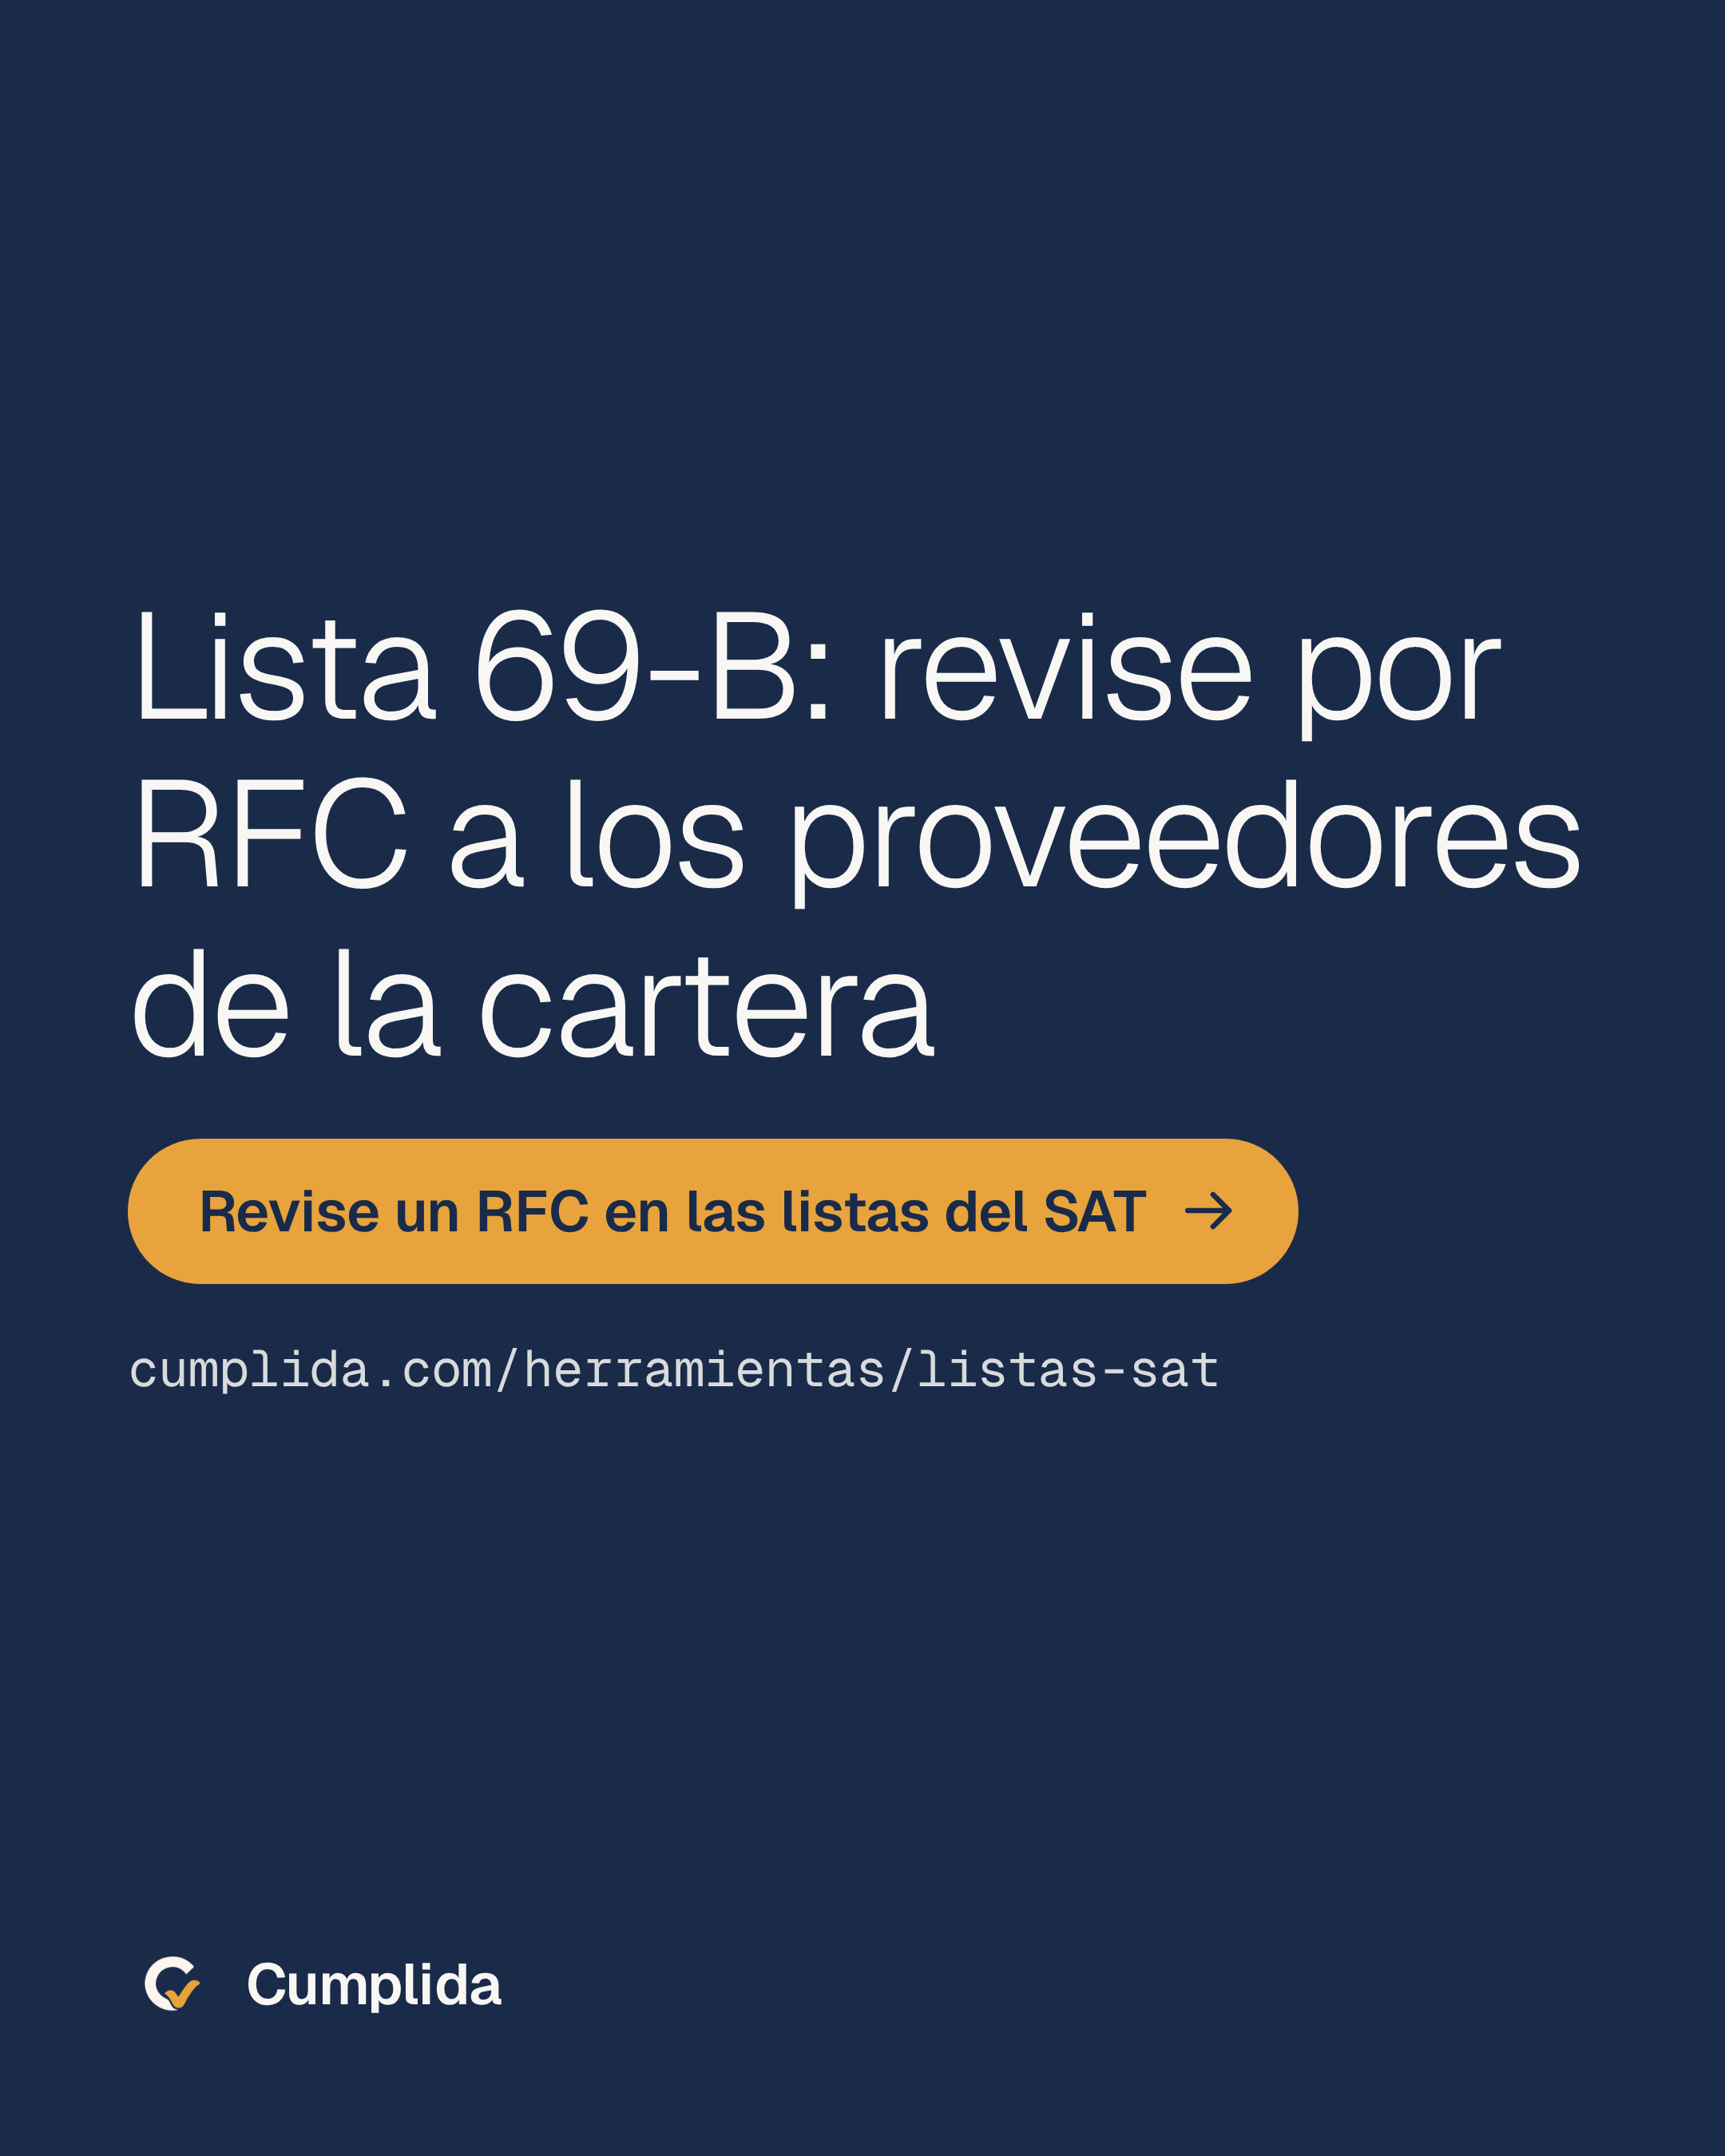 Lista 69-B: revise por
RFC a los proveedores
de la cartera
Revise un RFC en las listas del SAT →
cumplida.com/herramientas/listas-sat
Cumplida